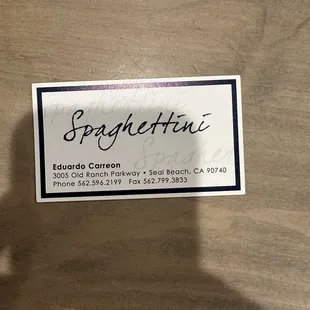 Spaghettini
Eduardo Carreon
3005 Old Ranch Parkway • Seal Beach, CA 90740
Phone 562.596.2199 Fax 562.799.3833